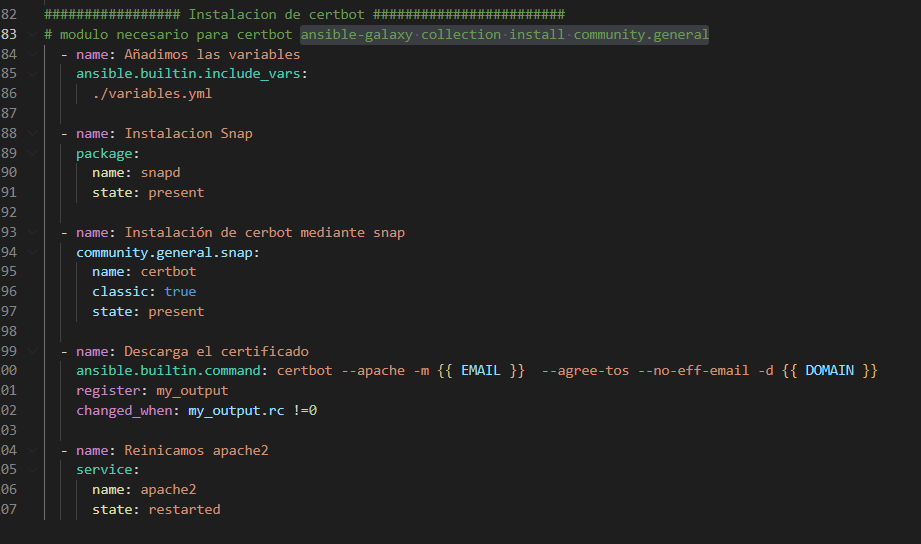 82 ################# Instalacion de certbot ########################
83 # modulo necesario para certbot ansible-galaxy collection install community.general
84 - name: Añadimos las variables
85 ansible.builtin.include_vars:
86 ./variables.yml
87
88 - name: Instalacion Snap
89 package:
90 name: snapd
91 state: present
92
93 - name: Instalación de cerbot mediante snap
94 community.general.snap:
95 name: certbot
96 classic: true
97 state: present
98
99 - name: Descarga el certificado
00 ansible.builtin.command: certbot --apache -m {{ EMAIL }}  --agree-tos --no-eff-email -d {{ DOMAIN }}
01 register: my_output
02 changed_when: my_output.rc !=0
03
04 - name: Reinicamos apache2
05 service:
06 name: apache2
07 state: restarted